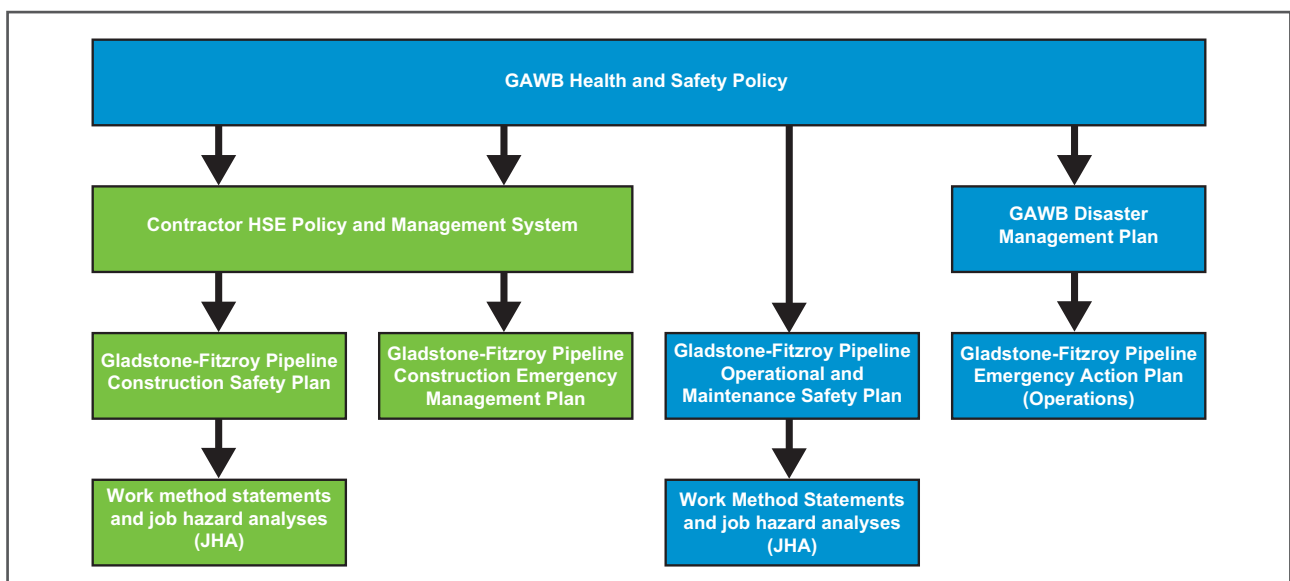 GAWB Health and Safety Policy
Contractor HSE Policy and Management System
GAWB Disaster
Management Plan
Gladstone-Fitzroy Pipeline
Construction Safety Plan
Gladstone-Fitzroy Pipeline
Construction Emergency
Management Plan
Gladstone-Fitzroy Pipeline
Operational and
Maintenance Safety Plan
Gladstone-Fitzroy Pipeline
Emergency Action Plan
(Operations)
Work method statements
and job hazard analyses
(JHA)
Work Method Statements
and job hazard analyses
(JHA)